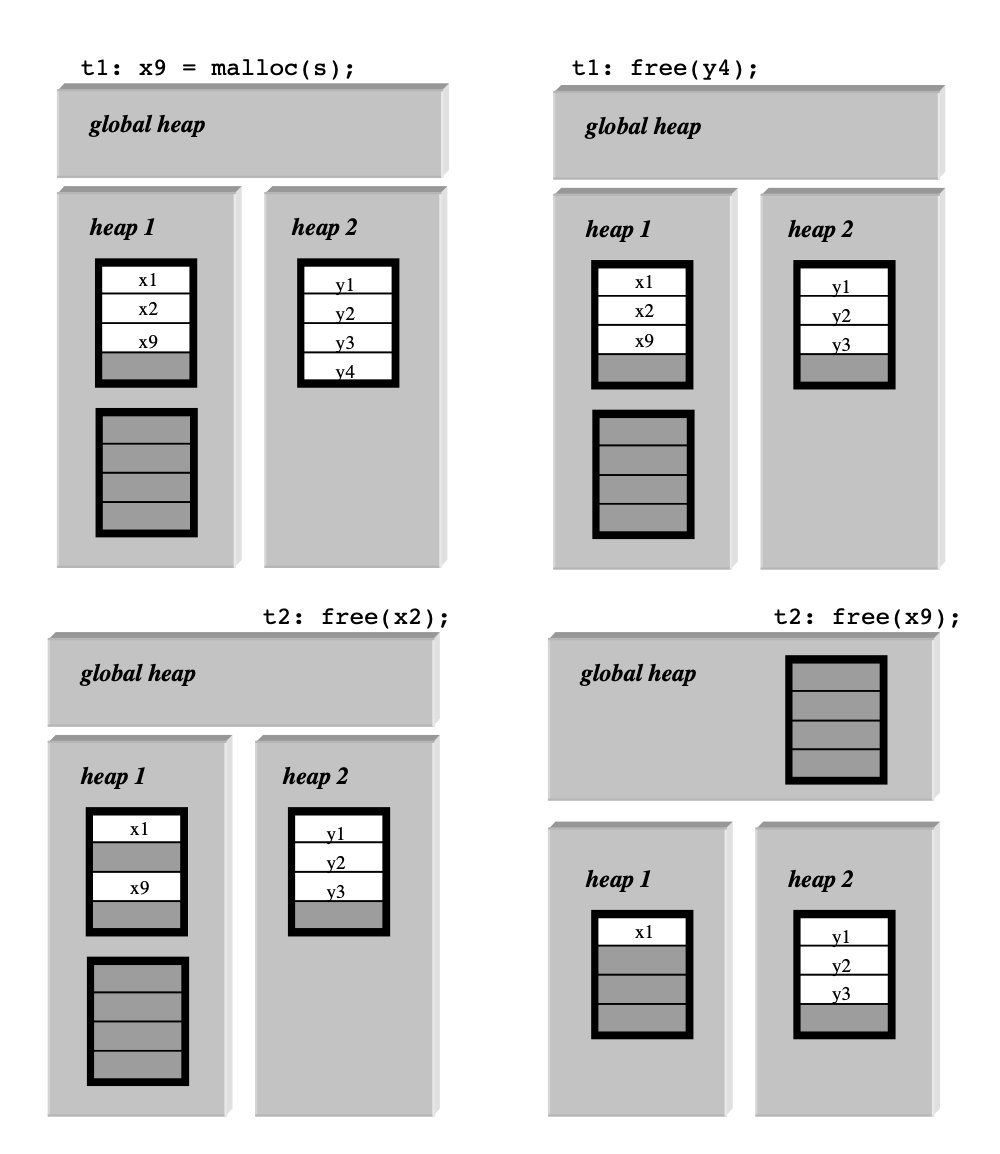 t1: x9 = malloc(s);
global heap
heap 1
heap 2
x1
x2
x9
y1
y2
y3
y4
t1: free(y4);
global heap
heap 1
heap 2
x1
x2
x9
y1
y2
y3
t2: free(x2);
global heap
heap 1
heap 2
x1
x9
y1
y2
y3
t2: free(x9);
global heap
heap 1
heap 2
x1
y1
y2
y3